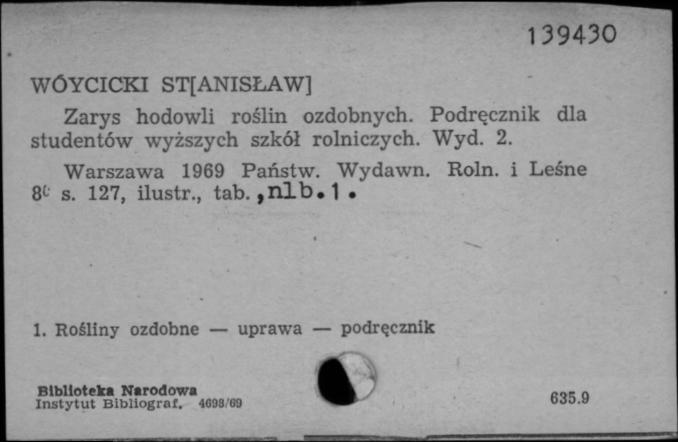 139430
WÓYCICKI ST[ANISŁAW]
Zarys hodowli roślin ozdobnych. Podręcznik dla
studentów wyższych szkół rolniczych. Wyd. 2.
Warszawa 1969 Państw. Wydawn. Roln. i Leśne
8° s. 127, ilustr., tab. ,nlb.1.
1. Rośliny ozdobne — uprawa — podręcznik
Biblioteka Narodowa
Instytut Bibliograf. 4698/69
635.9